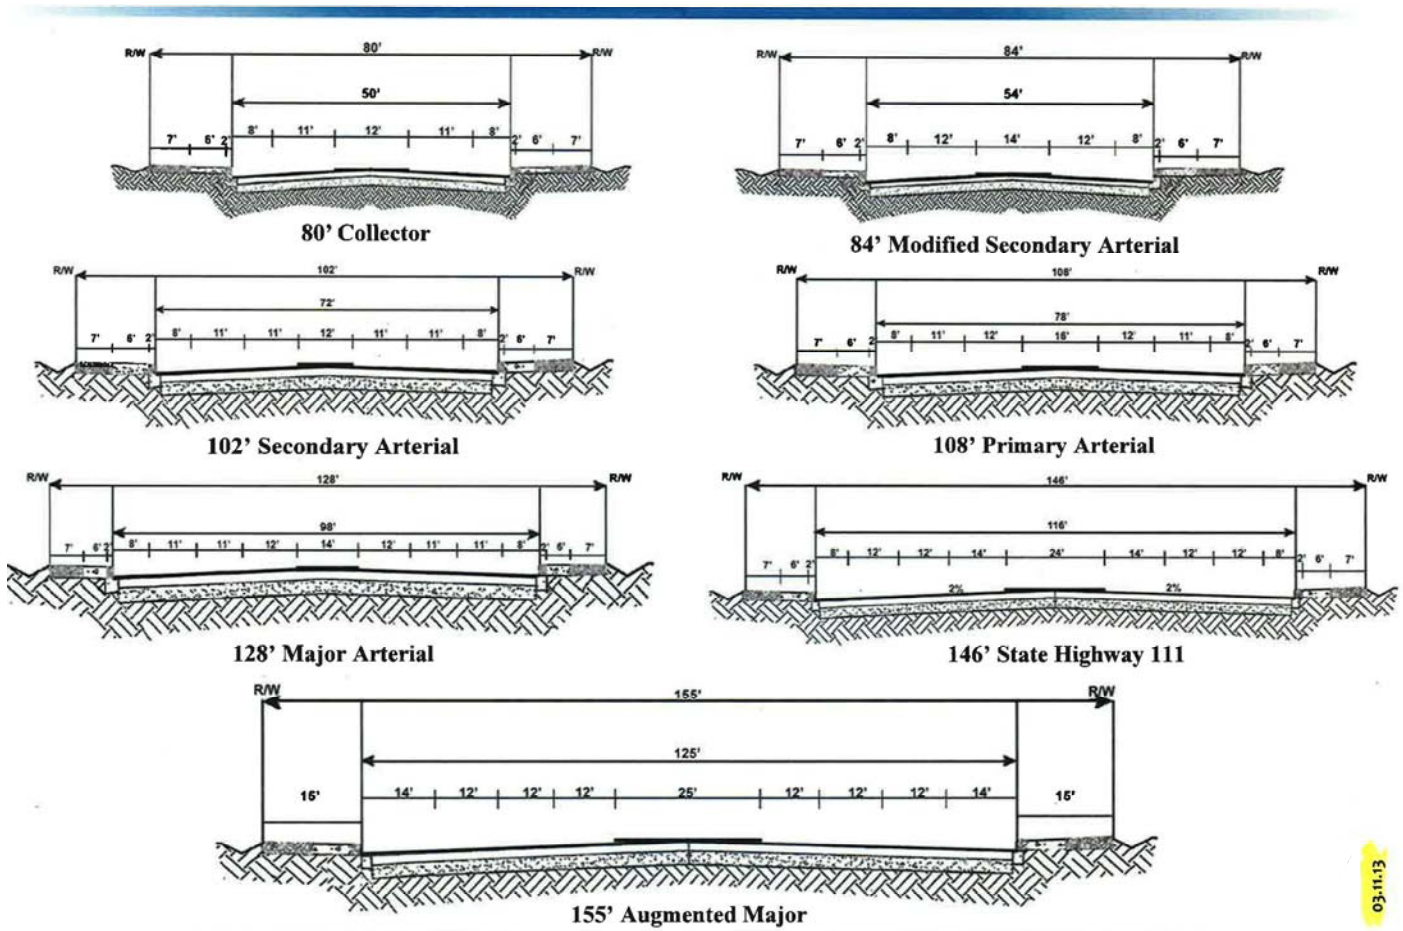 R/W 80' R/W
50'
7' 6' 2' 8' 11' 12' 11' 8' 2' 6' 7'
80’ Collector
R/W 84' R/W
54'
7' 6' 2' 8' 12' 14' 12' 8' 2' 6' 7'
84’ Modified Secondary Arterial
R/W 102' R/W
72'
7' 6' 2' 8' 11' 11' 12' 11' 11' 8' 2' 6' 7'
102’ Secondary Arterial
R/W 108' R/W
78'
7' 6' 2 8' 11' 12' 16' 12' 11' 8' 2' 6' 7'
108’ Primary Arterial
R/W 128' R/W
98'
7' 6' 2' 8' 11' 11' 12' 14' 12' 11' 11' 8' 2' 6' 7'
128’ Major Arterial
R/W 146' R/W
116'
7' 6' 2' 8' 12' 12' 14' 24' 14' 12' 12' 8' 2' 6' 7'
2% 2%
146’ State Highway 111
R/W 155' R/W
125'
15' 14' 12' 12' 12' 25' 12' 12' 12' 14' 15'
155’ Augmented Major
03.11.13